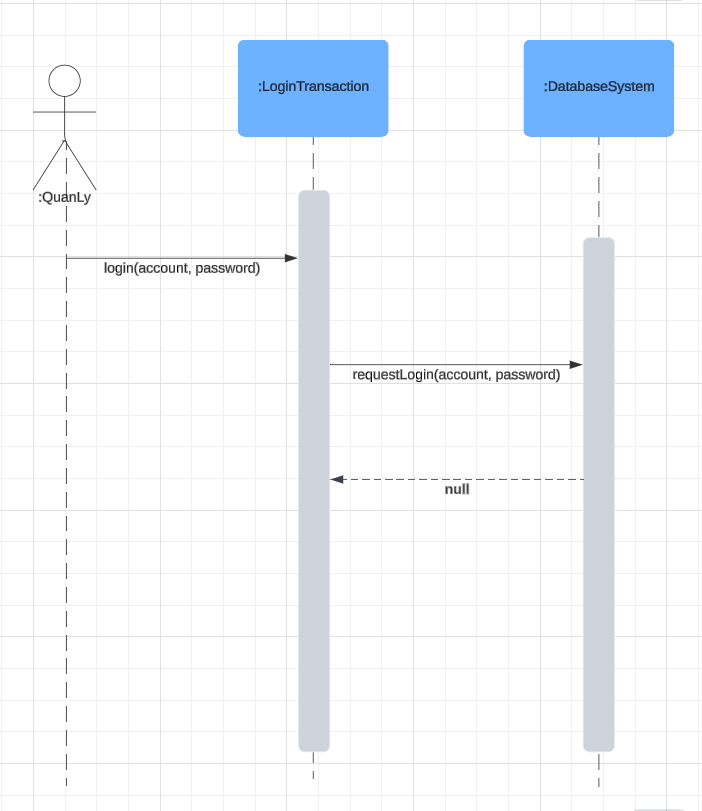 :LoginTransaction
:DatabaseSystem
:QuanLy
login(account, password)
requestLogin(account, password)
null